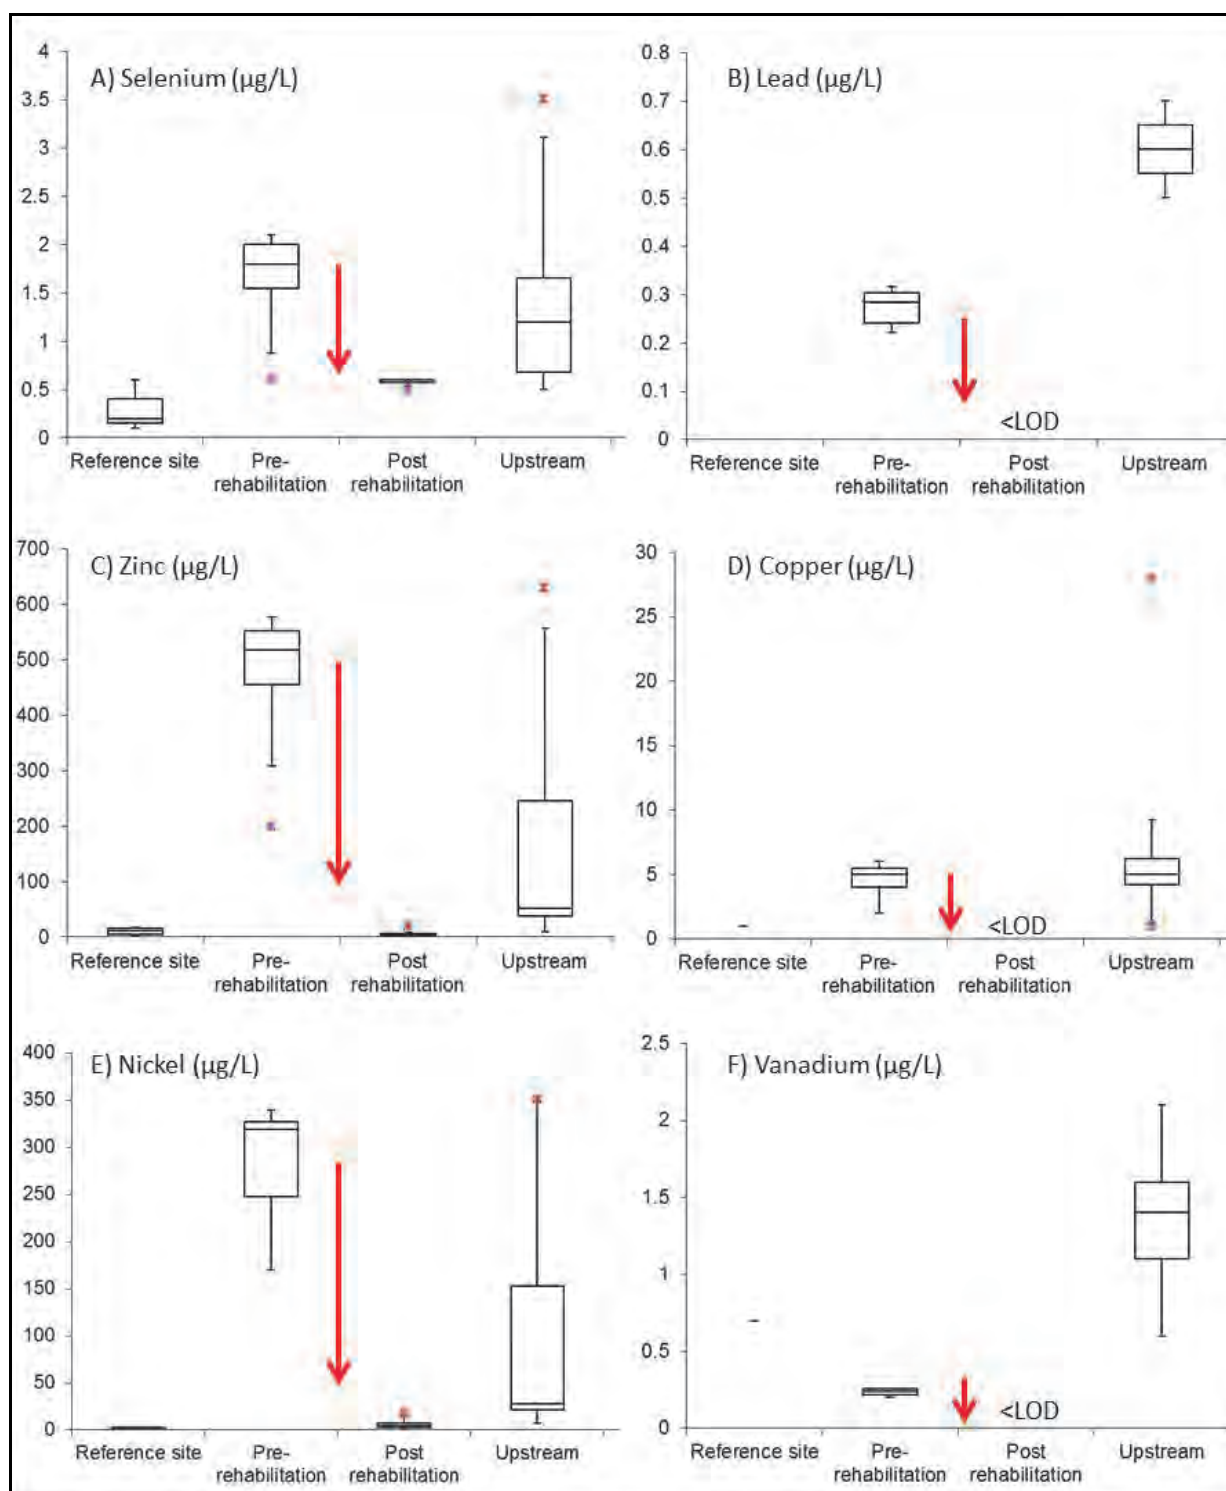 A) Selenium (µg/L)
4
3.5
3
2.5
2
1.5
1
0.5
0
Reference site
Pre-
rehabilitation
Post
rehabilitation
Upstream
B) Lead (µg/L)
0.8
0.7
0.6
0.5
0.4
0.3
0.2
0.1
0
<LOD
Reference site
Pre-
rehabilitation
Post
rehabilitation
Upstream
C) Zinc (µg/L)
700
600
500
400
300
200
100
0
Reference site
Pre-
rehabilitation
Post
rehabilitation
Upstream
D) Copper (µg/L)
30
25
20
15
10
5
0
<LOD
Reference site
Pre-
rehabilitation
Post
rehabilitation
Upstream
E) Nickel (µg/L)
400
350
300
250
200
150
100
50
0
Reference site
Pre-
rehabilitation
Post
rehabilitation
Upstream
F) Vanadium (µg/L)
2.5
2
1.5
1
0.5
0
<LOD
Reference site
Pre-
rehabilitation
Post
rehabilitation
Upstream